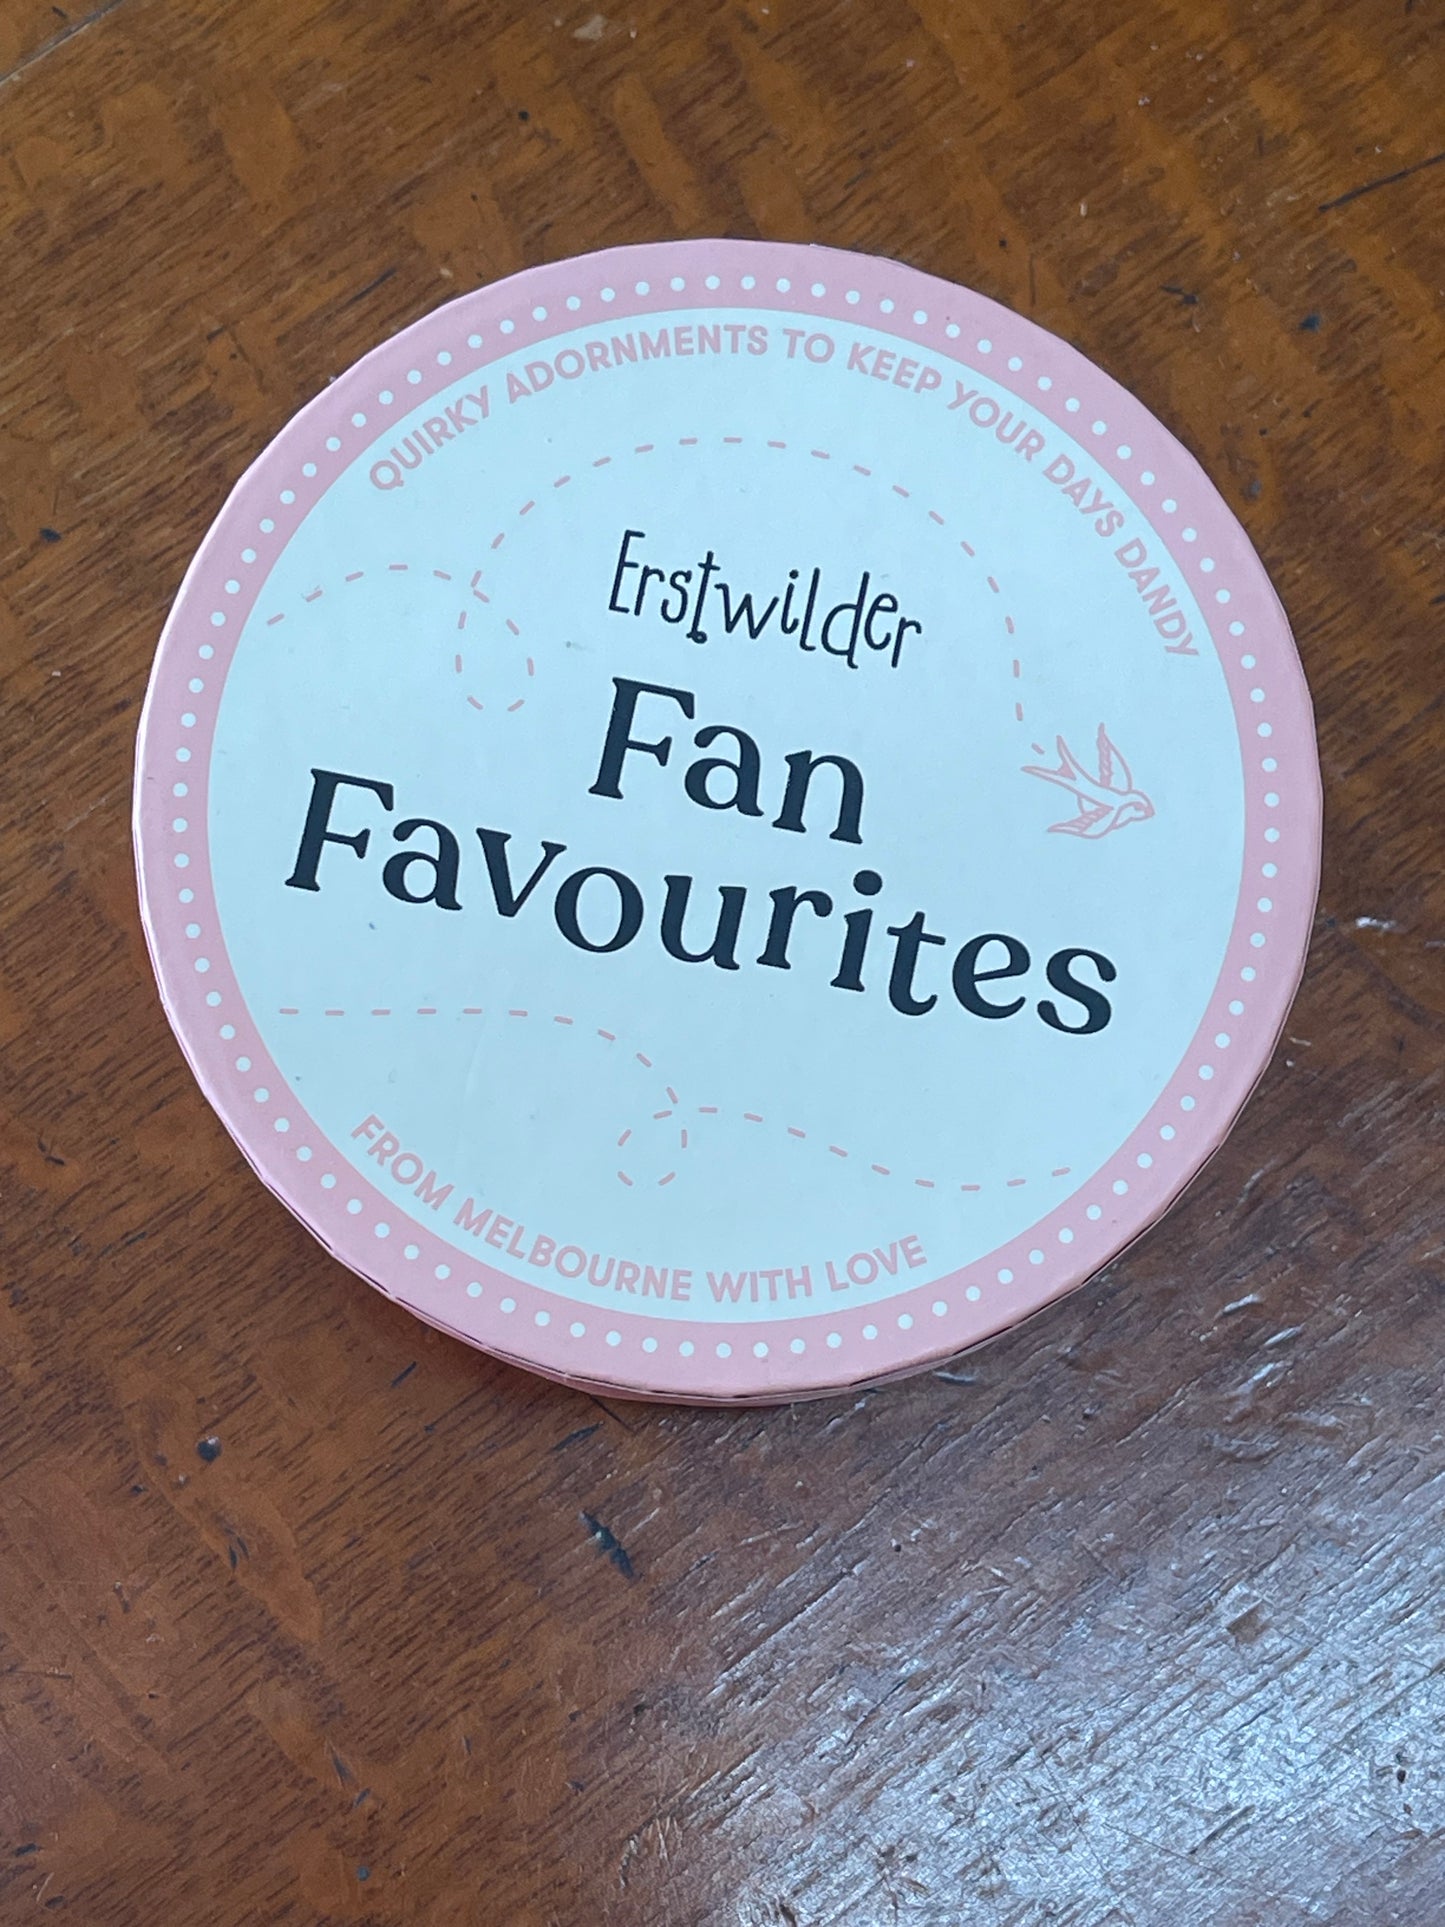 QUIRKY ADORNMENTS TO KEEP YOUR DAYS DANDY
Erstwilder
Fan
Favourites
FROM MELBOURNE WITH LOVE